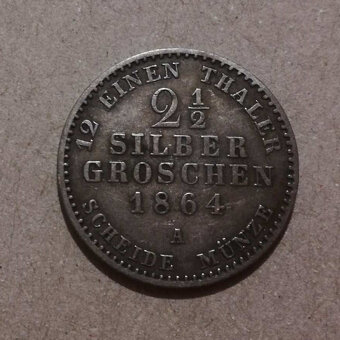 12 EINEN THALER
2 1/2
SILBER
GROSCHEN
1864
A
SCHEIDE MÜNZE